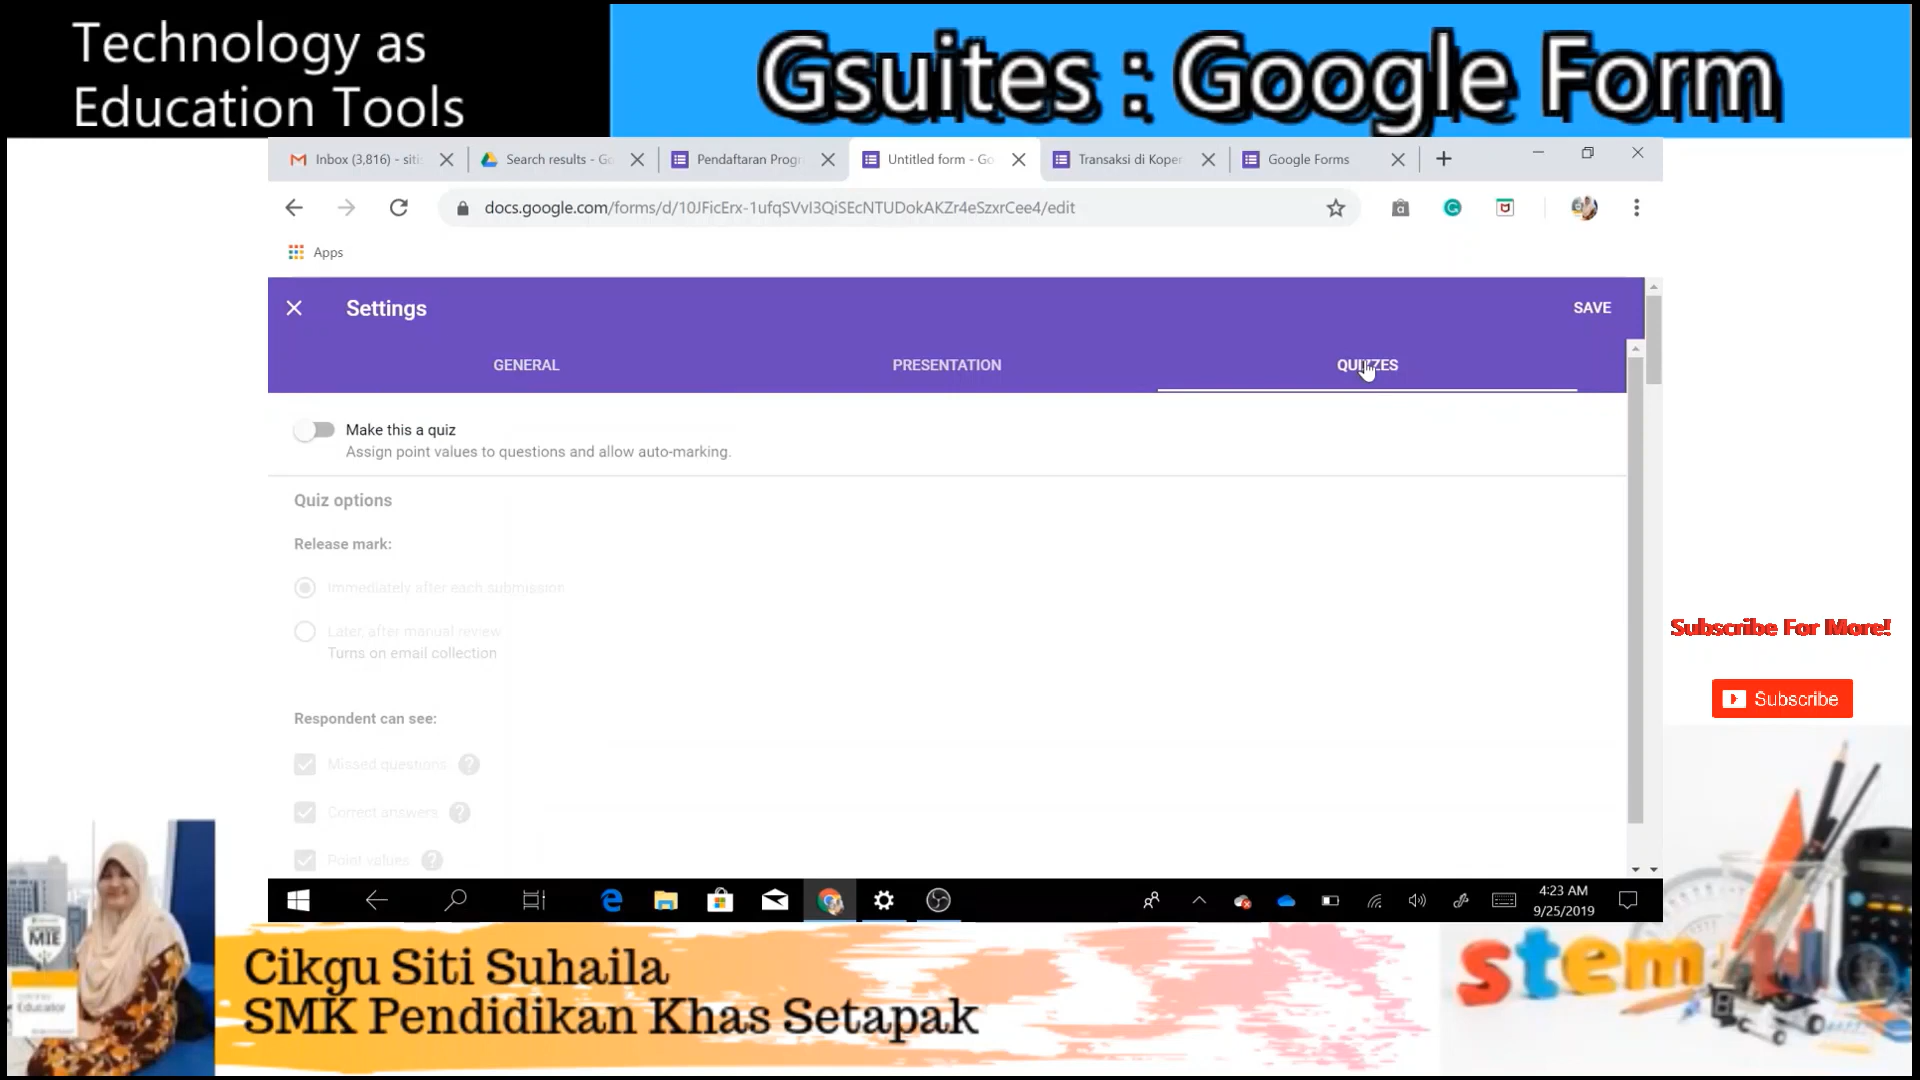 Technology as
Education Tools
Gsuites : Google Form
Inbox (3,816) - siti
Search results - Go
Pendaftaran Progr
Untitled form - Go
Transaksi di Koper
Google Forms
docs.google.com/forms/d/10JFicErx-1ufqSVvI3QiSEcNTUDokAKZr4eSzxrCee4/edit
Apps
Settings
SAVE
GENERAL
PRESENTATION
QUIZZES
Make this a quiz
Assign point values to questions and allow auto-marking.
Quiz options
Release mark:
Immediately after each submission
Later, after manual review
Turns on email collection
Respondent can see:
Missed questions
Correct answers
Point values
Subscribe For More!
Subscribe
4:23 AM
9/25/2019
MIE
Educator
Cikgu Siti Suhaila
SMK Pendidikan Khas Setapak
stem